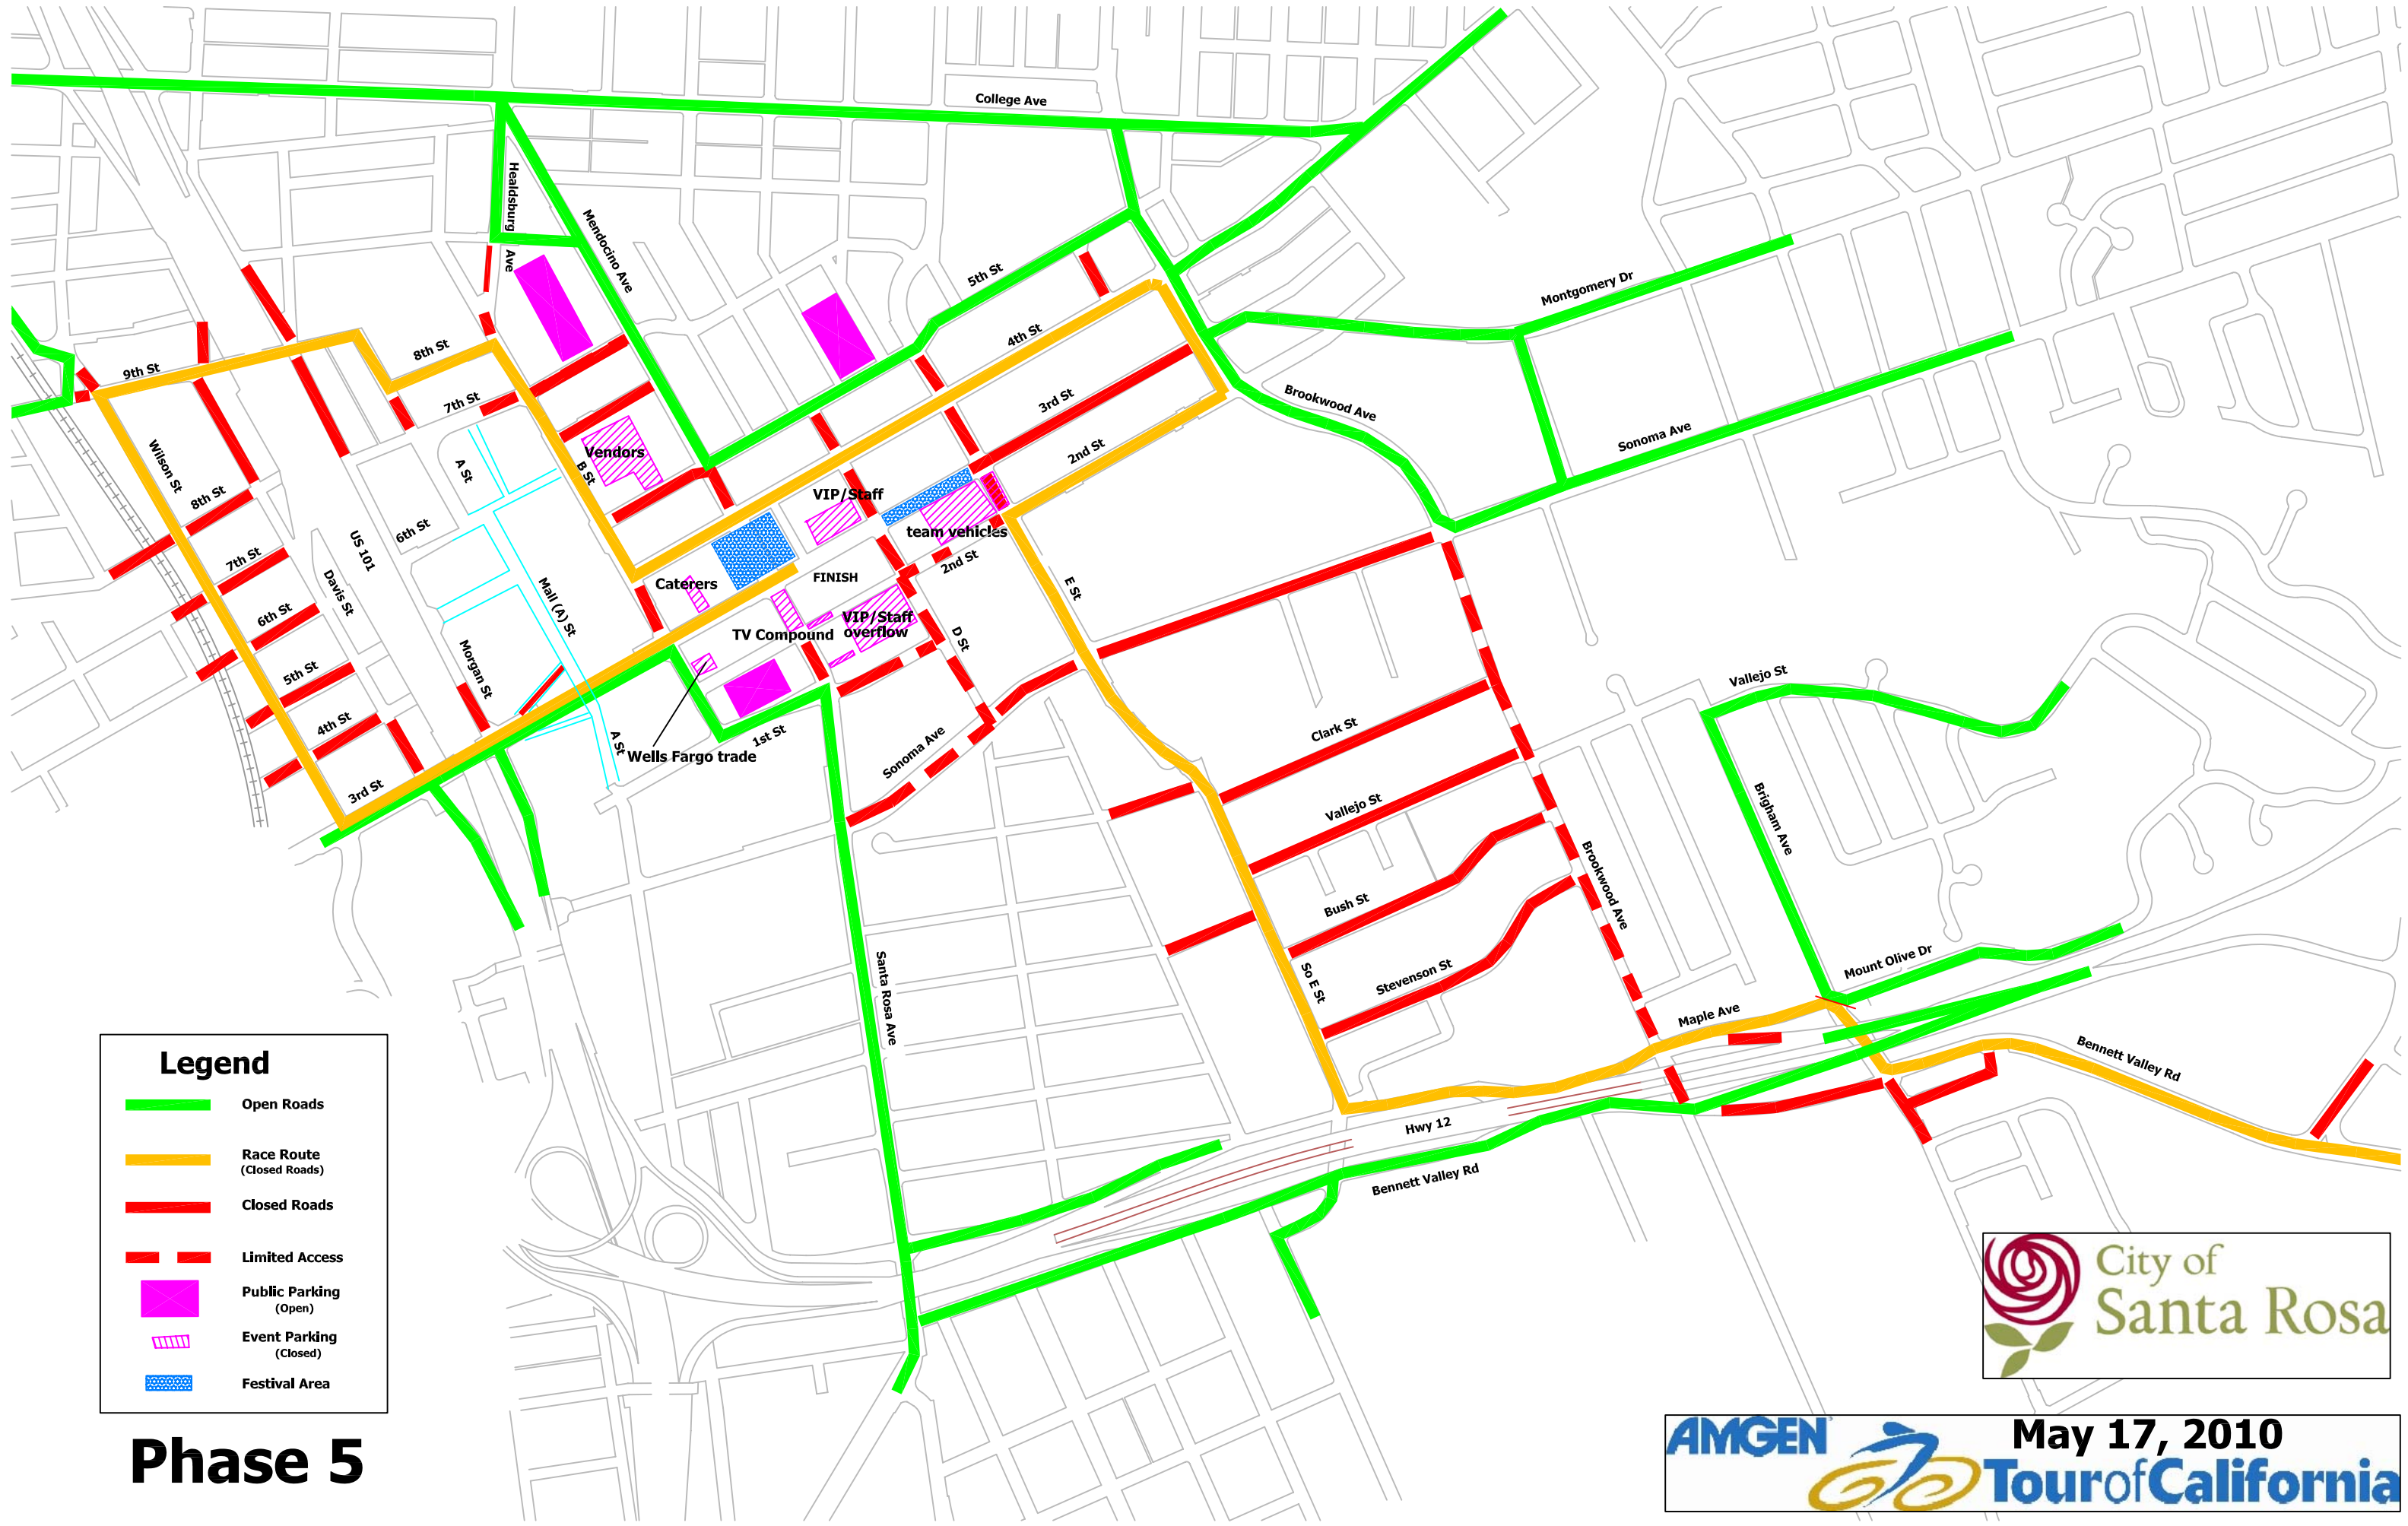 College Ave
Healdsburg
Ave
Mendocino Ave
5th St
4th St
3rd St
2nd St
Montgomery Dr
Brookwood Ave
Sonoma Ave
9th St
8th St
7th St
Wilson St
8th St
7th St
6th St
5th St
4th St
3rd St
Davis St
US 101
Morgan St
A St
6th St
Mall (A) St
A St
B St
Vendors
VIP/Staff
team vehicles
2nd St
Caterers
FINISH
VIP/Staff
overflow
TV Compound
D St
E St
Wells Fargo trade
1st St
Sonoma Ave
Santa Rosa Ave
Clark St
Vallejo St
Bush St
Stevenson St
So E St
Brookwood Ave
Vallejo St
Brigham Ave
Mount Olive Dr
Maple Ave
Bennett Valley Rd
Hwy 12
Bennett Valley Rd
Legend
Open Roads
Race Route
(Closed Roads)
Closed Roads
Limited Access
Public Parking
(Open)
Event Parking
(Closed)
Festival Area
Phase 5
City of
Santa Rosa
AMGEN
May 17, 2010
Tour of California